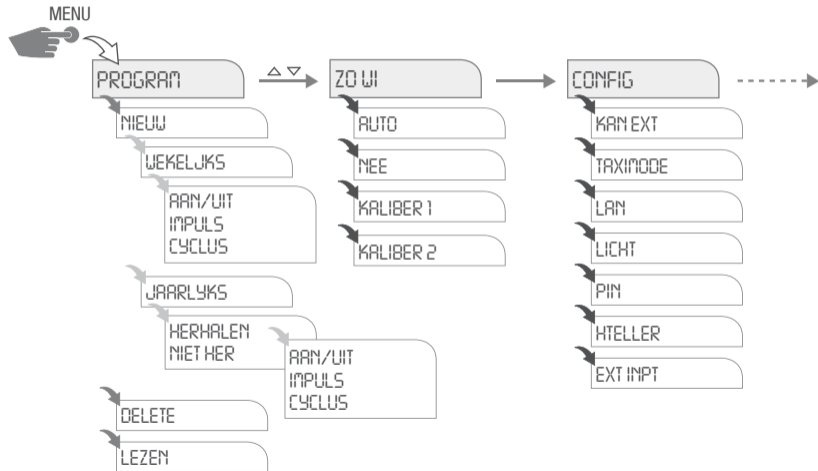 MENU
PROGRAM
NIEUW
WEKELJKS
AAN/UIT
IMPULS
CYCLUS
JAARLYKS
HERHALEN
NIET HER
AAN/UIT
IMPULS
CYCLUS
DELETE
LEZEN
ZO WI
AUTO
NEE
KALIBER 1
KALIBER 2
CONFIG
KAN EXT
TAXIMODE
LAN
LICHT
PIN
HTELLER
EXT INPT